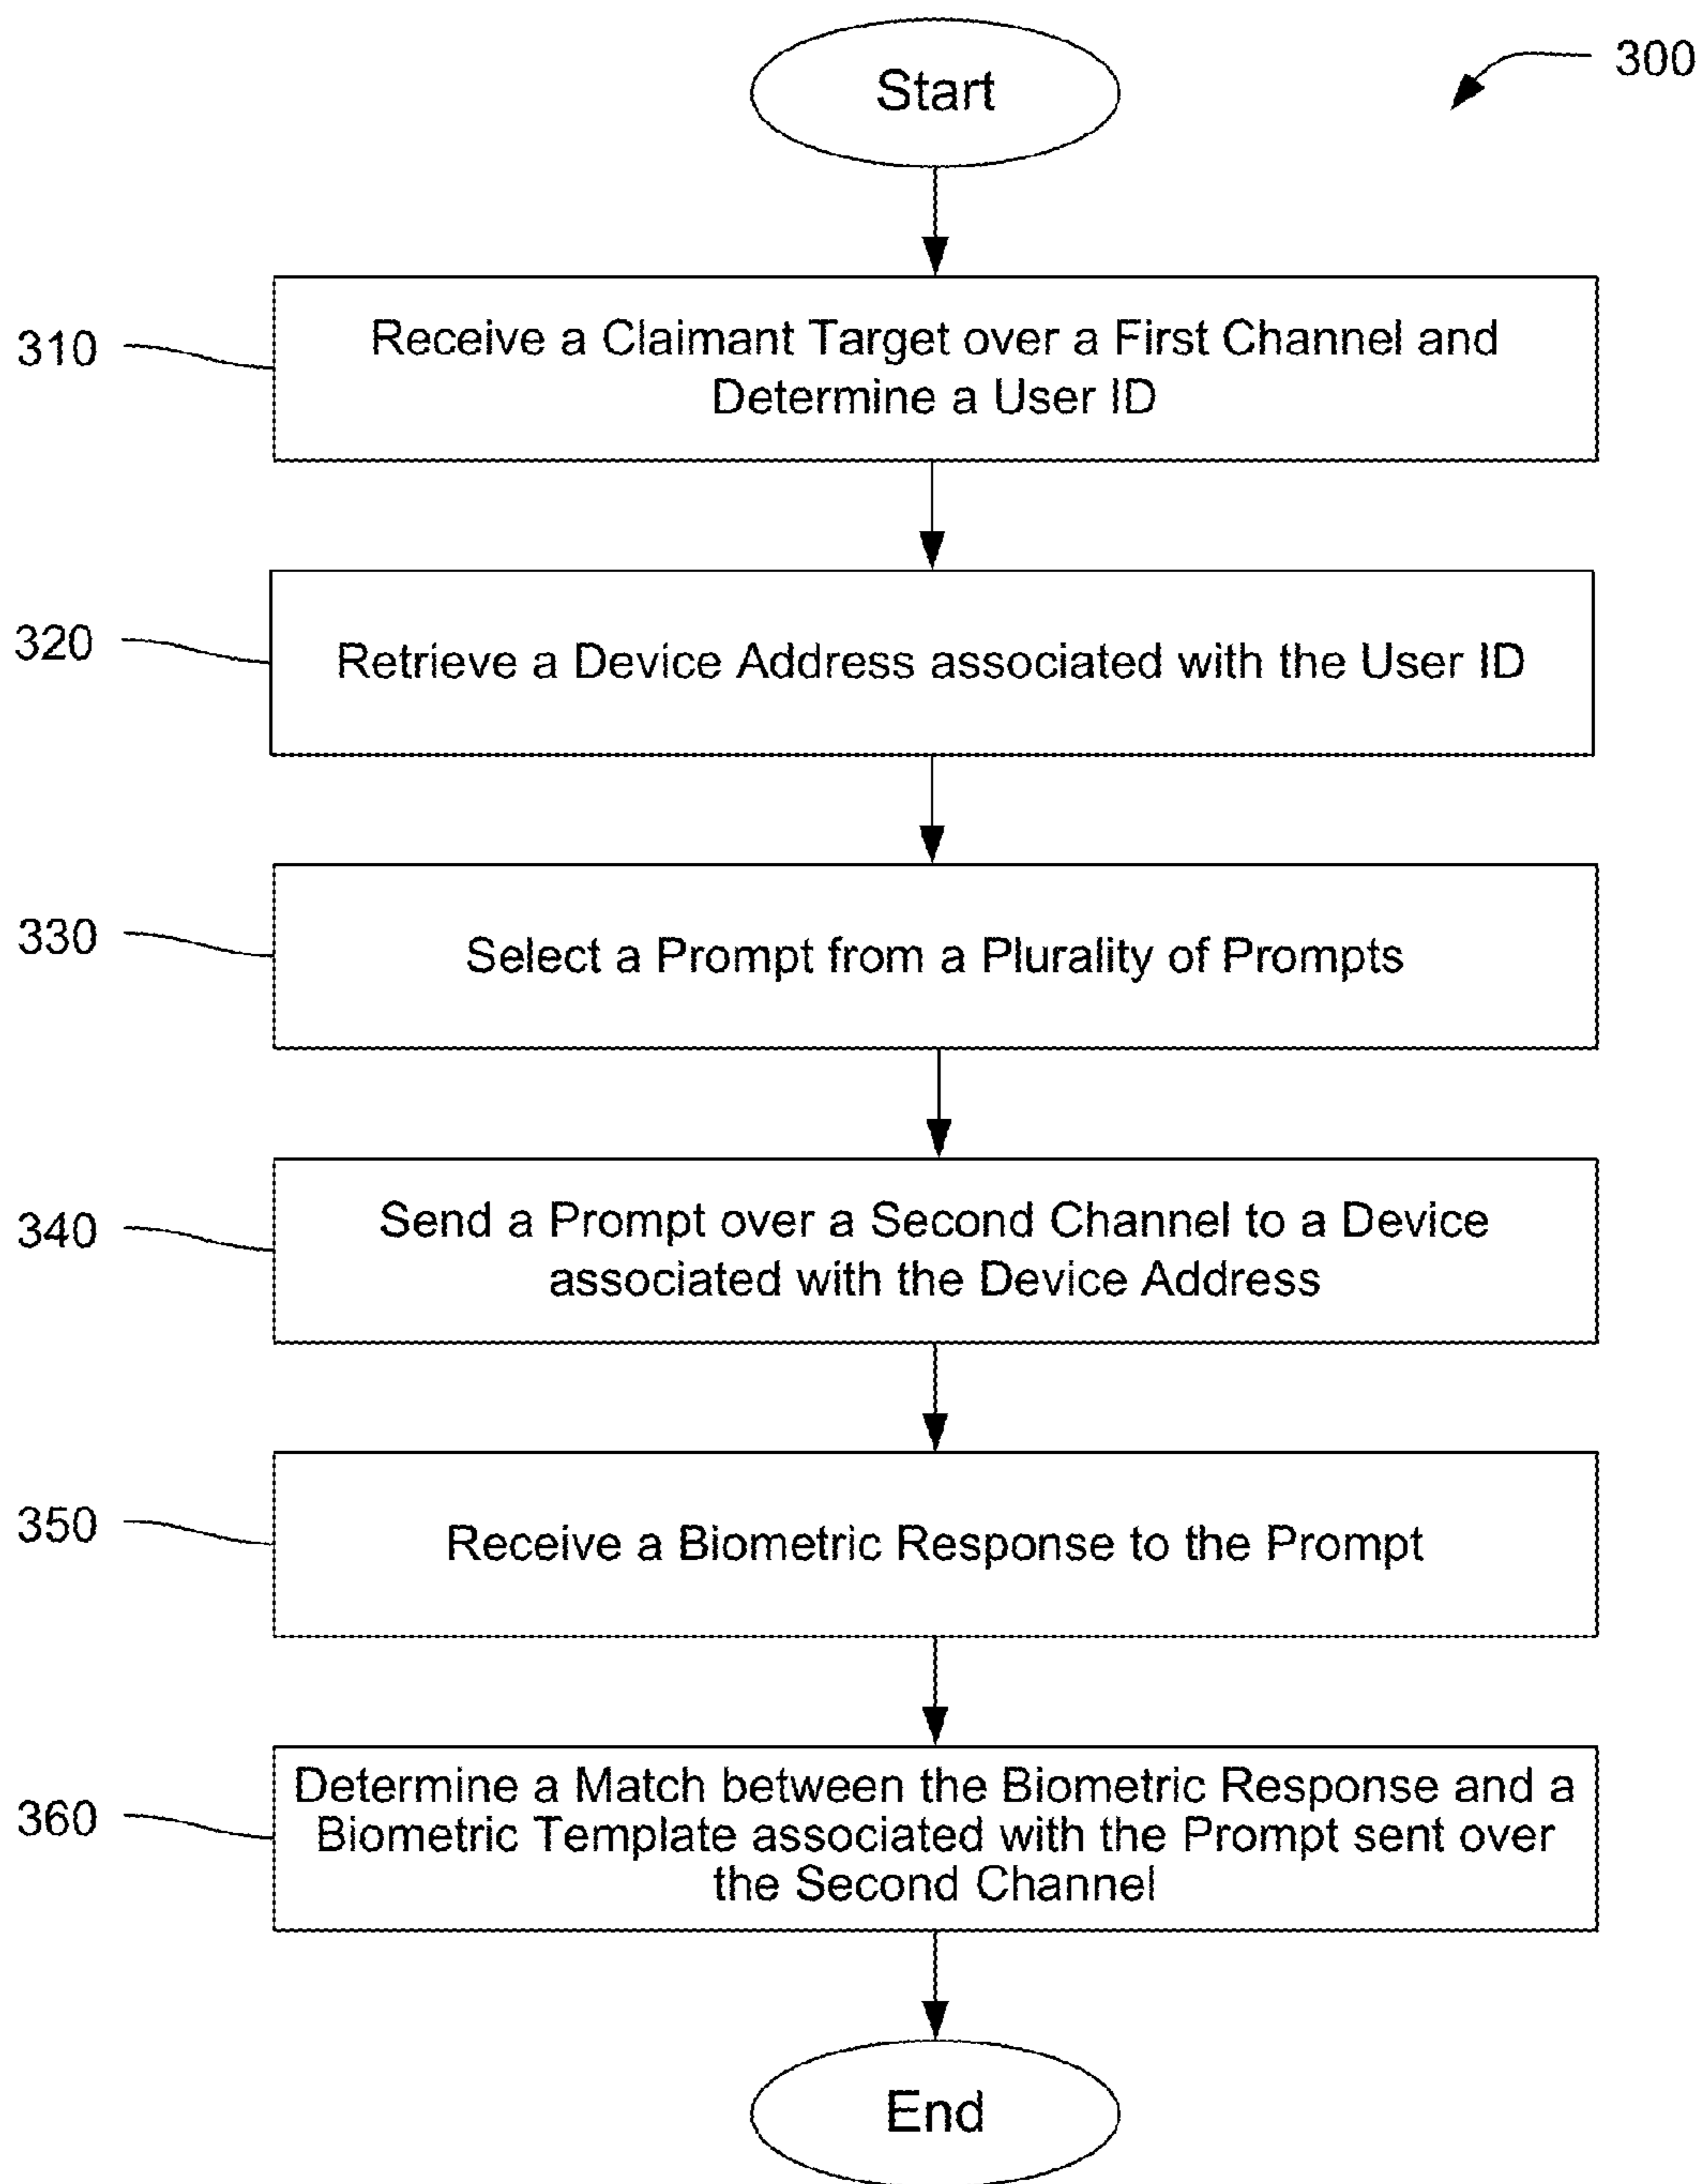 Start
300
310
Receive a Claimant Target over a First Channel and
Determine a User ID
320
Retrieve a Device Address associated with the User ID
330
Select a Prompt from a Plurality of Prompts
340
Send a Prompt over a Second Channel to a Device
associated with the Device Address
350
Receive a Biometric Response to the Prompt
360
Determine a Match between the Biometric Response and a
Biometric Template associated with the Prompt sent over
the Second Channel
End